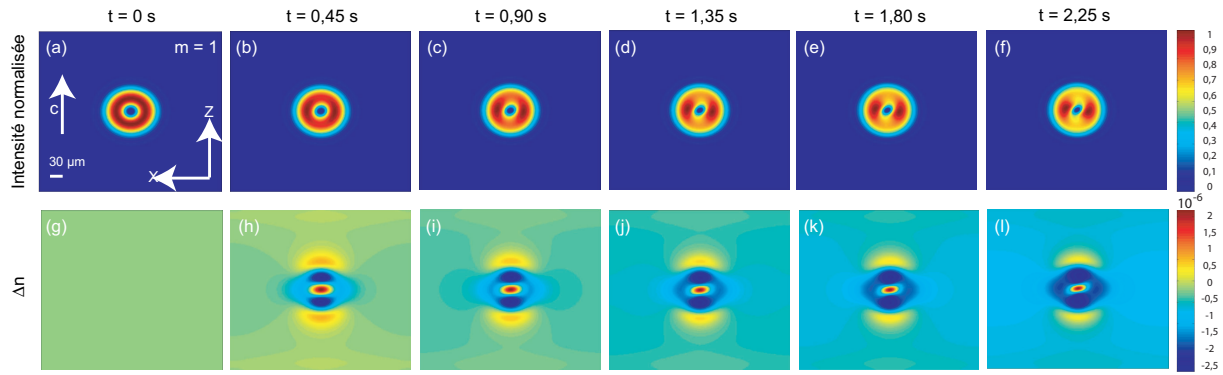 t = 0 s t = 0,45 s t = 0,90 s t = 1,35 s t = 1,80 s t = 2,25 s
Intensité normalisée
(a) m = 1 (b) (c) (d) (e) (f)
c
Z
X
30 µm
1
0,9
0,8
0,7
0,6
0,5
0,4
0,3
0,2
0,1
0
10⁻⁶
Δn
(g) (h) (i) (j) (k) (l)
2
1,5
1
0,5
0
-0,5
-1
-1,5
-2
-2,5